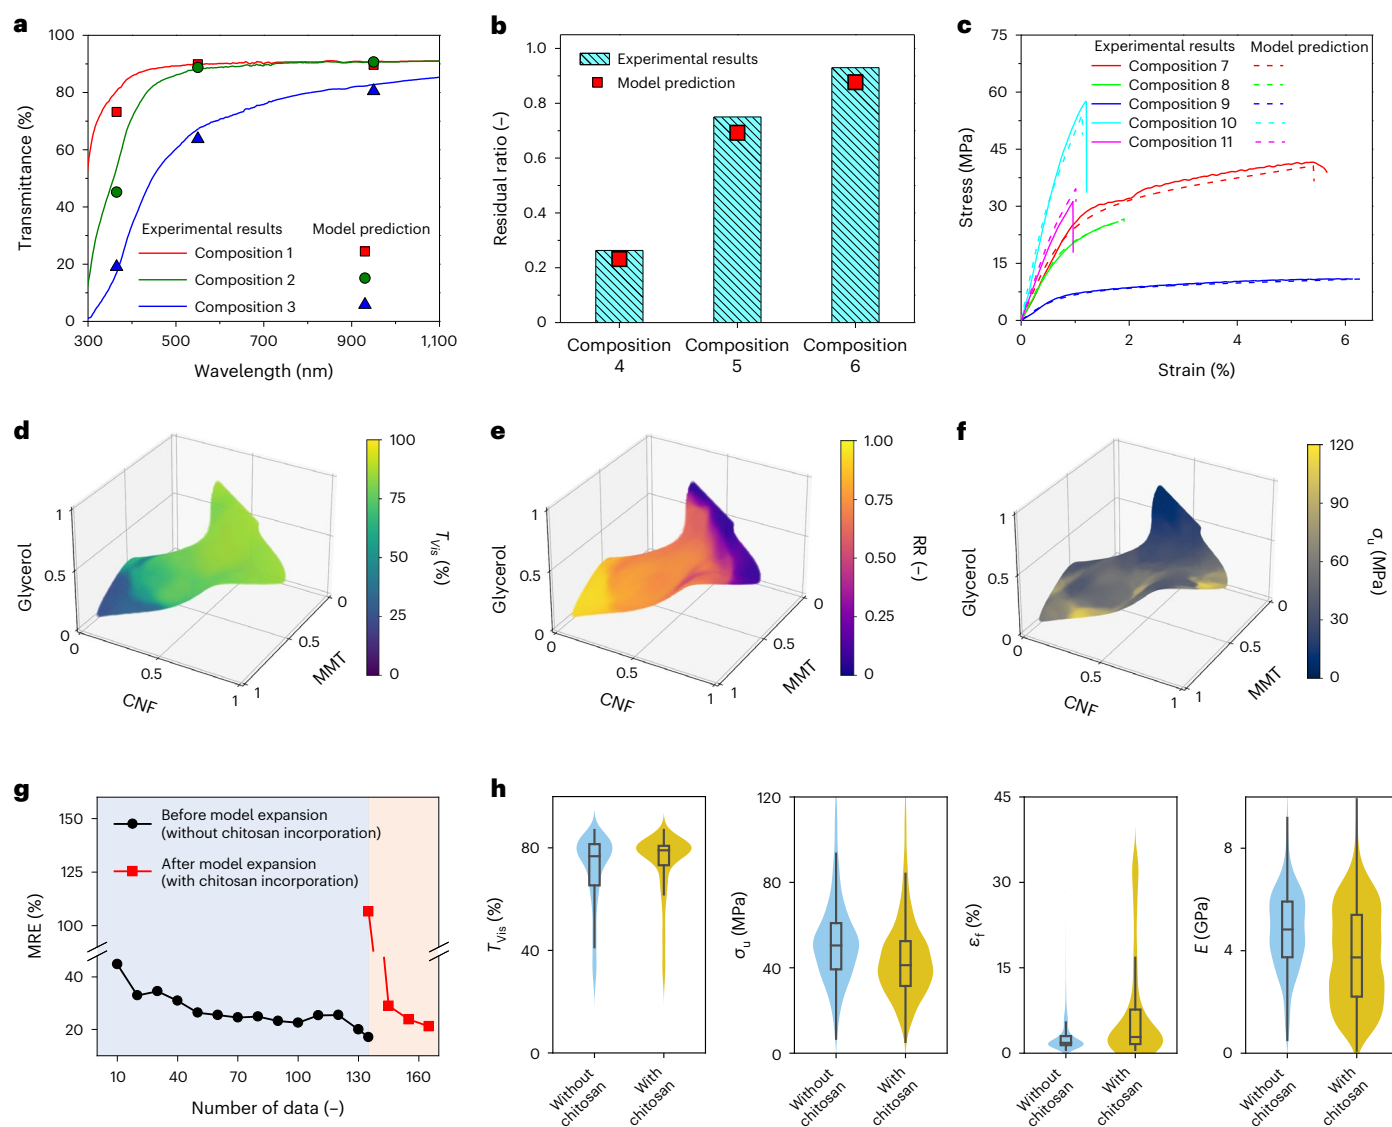 a
100
80
60
40
20
0
Transmittance (%)
Experimental results
Model prediction
Composition 1
Composition 2
Composition 3
300
500
700
900
1,100
Wavelength (nm)
b
1.0
0.8
0.6
0.4
0.2
0
Residual ratio (–)
Experimental results
Model prediction
Composition
4
Composition
5
Composition
6
c
75
60
45
30
15
0
Stress (MPa)
Experimental results
Model prediction
Composition 7
Composition 8
Composition 9
Composition 10
Composition 11
0
2
4
6
Strain (%)
d
Glycerol
1
0.5
0
0
0.5
1
CNF
1
0.5
0
MMT
100
75
50
25
0
TVis (%)
e
Glycerol
1
0.5
0
0
0.5
1
CNF
1
0.5
0
MMT
1.00
0.75
0.50
0.25
0
RR (–)
f
Glycerol
1
0.5
0
0
0.5
1
CNF
1
0.5
0
MMT
120
90
60
30
0
σu (MPa)
g
150
125
100
40
20
MRE (%)
Before model expansion
(without chitosan incorporation)
After model expansion
(with chitosan incorporation)
10
40
70
100
130
160
Number of data (–)
h
80
40
0
TVis (%)
Without
chitosan
With
chitosan
120
80
40
0
σu (MPa)
Without
chitosan
With
chitosan
45
30
15
0
εf (%)
Without
chitosan
With
chitosan
8
4
0
E (GPa)
Without
chitosan
With
chitosan